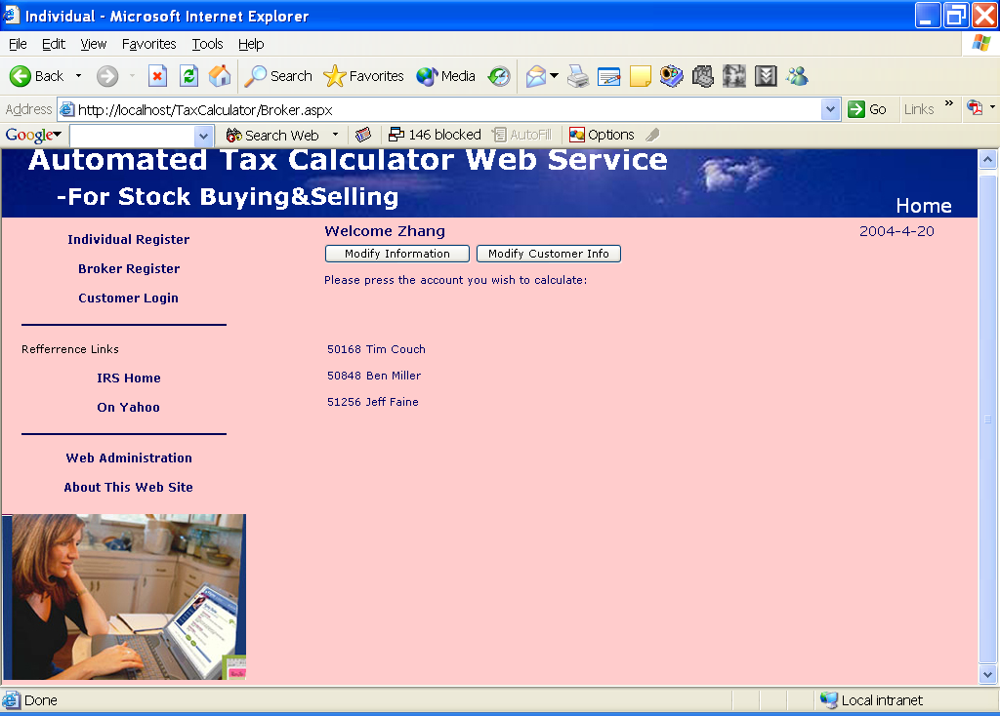 Individual - Microsoft Internet Explorer
File Edit View Favorites Tools Help
Back Search Favorites Media
Address http://localhost/TaxCalculator/Broker.aspx Go Links »
Google Search Web 146 blocked AutoFill Options
Automated Tax Calculator Web Service
-For Stock Buying&Selling
Home
Individual Register
Broker Register
Customer Login
Refferrence Links
IRS Home
On Yahoo
Web Administration
About This Web Site
Welcome Zhang
2004-4-20
Modify Information Modify Customer Info
Please press the account you wish to calculate:
50168 Tim Couch
50848 Ben Miller
51256 Jeff Faine
Done Local intranet